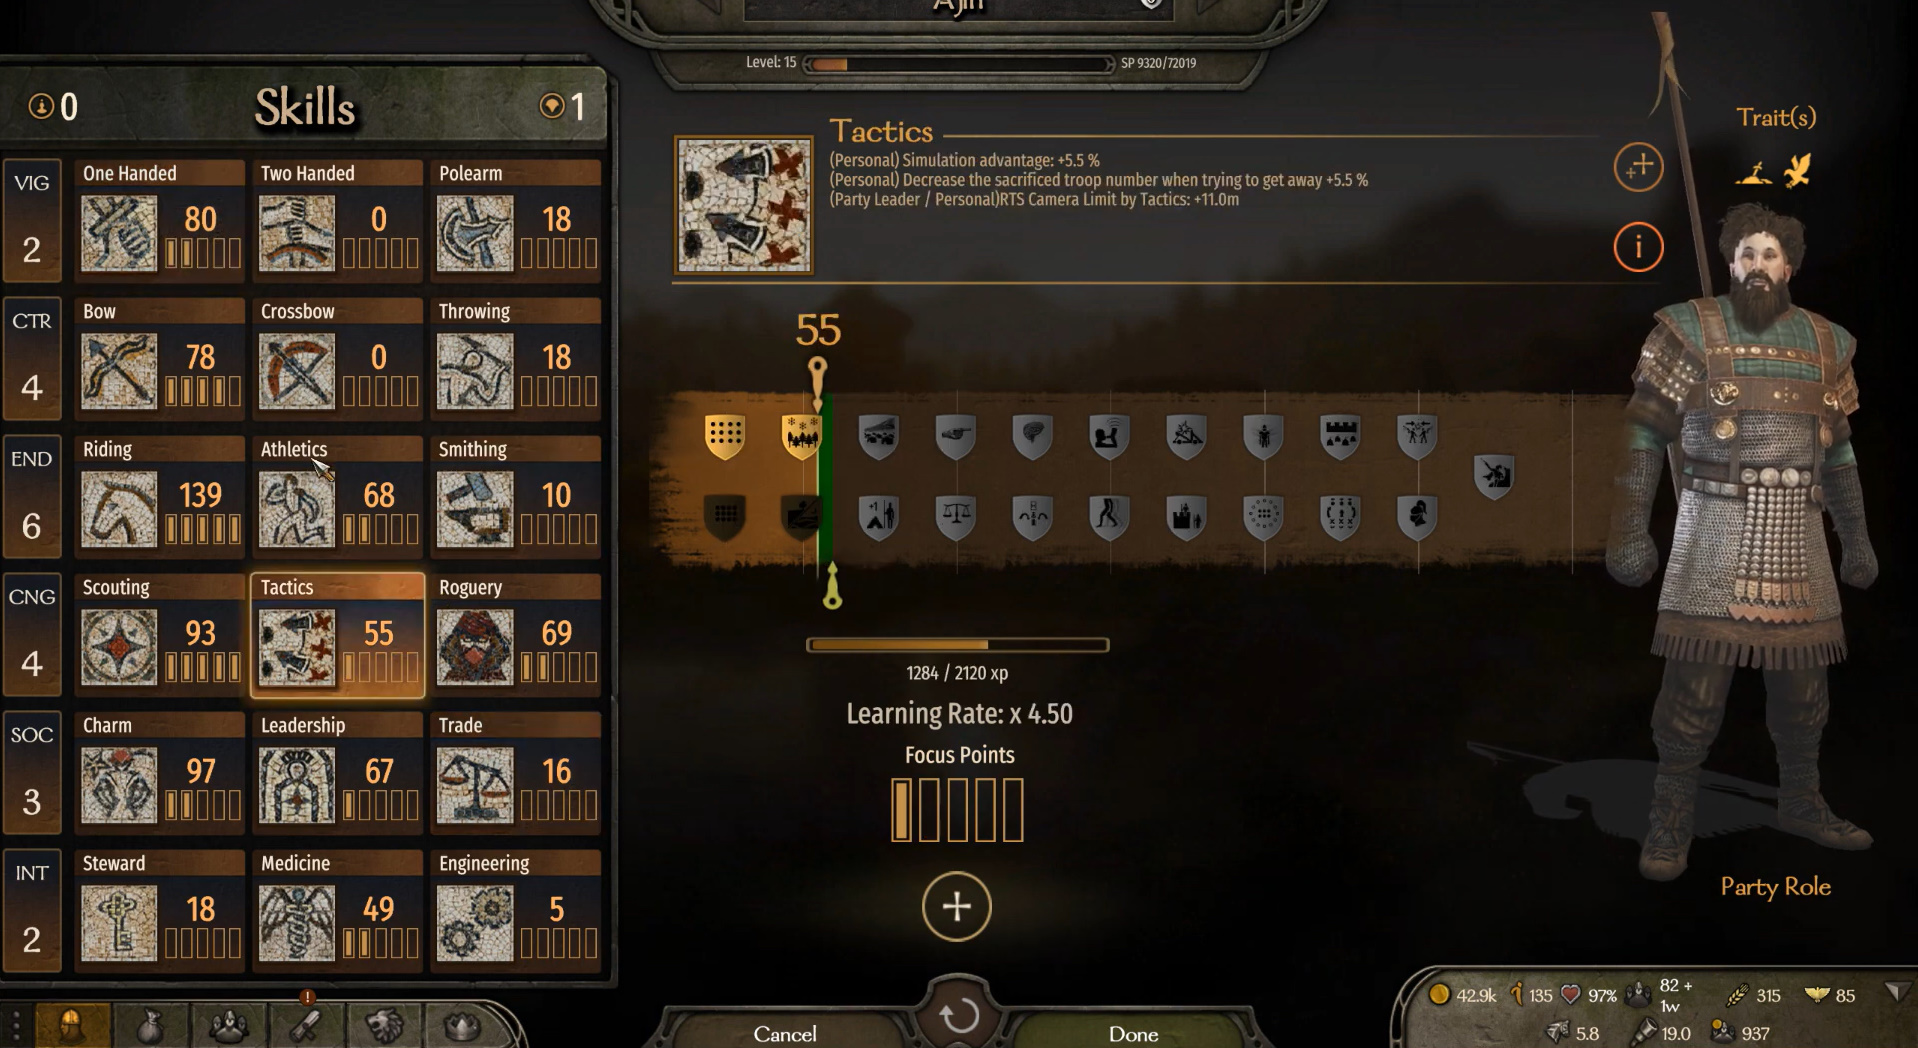 Ajin
Level: 15
SP 9320/72019
0
Skills
1
VIG
2
One Handed
80
Two Handed
0
Polearm
18
CTR
4
Bow
78
Crossbow
0
Throwing
18
END
6
Riding
139
Athletics
68
Smithing
10
CNG
4
Scouting
93
Tactics
55
Roguery
69
SOC
3
Charm
97
Leadership
67
Trade
16
INT
2
Steward
18
Medicine
49
Engineering
5
Tactics
(Personal) Simulation advantage: +5.5 %
(Personal) Decrease the sacrificed troop number when trying to get away +5.5 %
(Party Leader / Personal)RTS Camera Limit by Tactics: +11.0m
i
Trait(s)
55
+1
1284 / 2120 xp
Learning Rate: x 4.50
Focus Points
Party Role
!
Cancel
Done
42.9k
135
97%
82 +
1w
315
85
5.8
19.0
937